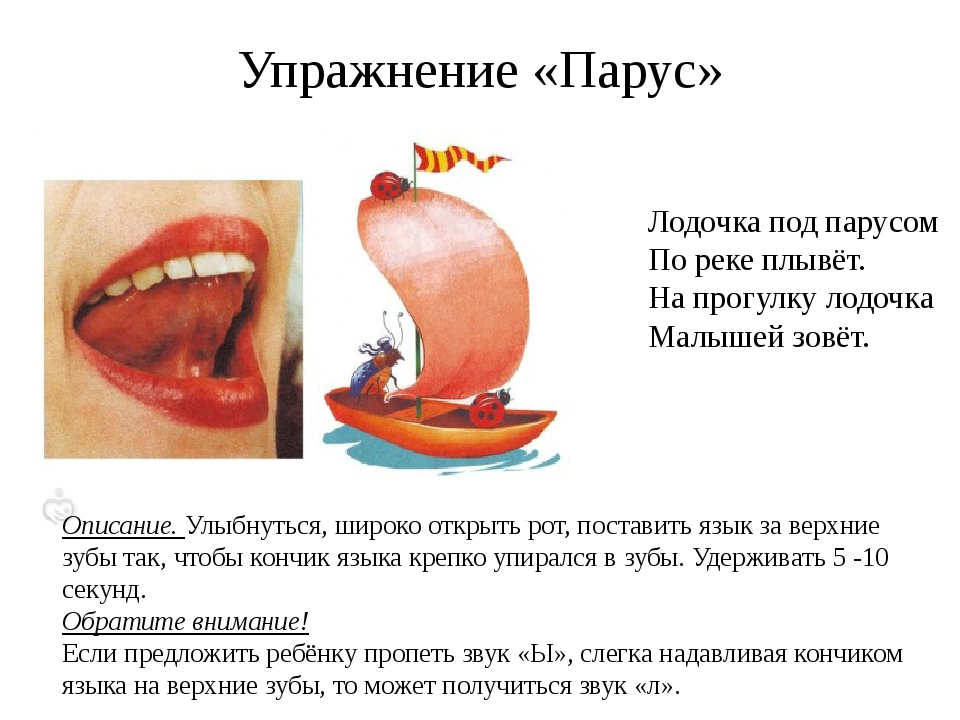 Упражнение «Парус»
Лодочка под парусом
По реке плывёт.
На прогулку лодочка
Малышей зовёт.
Описание. Улыбнуться, широко открыть рот, поставить язык за верхние
зубы так, чтобы кончик языка крепко упирался в зубы. Удерживать 5 -10
секунд.
Обратите внимание!
Если предложить ребёнку пропеть звук «Ы», слегка надавливая кончиком
языка на верхние зубы, то может получиться звук «л».